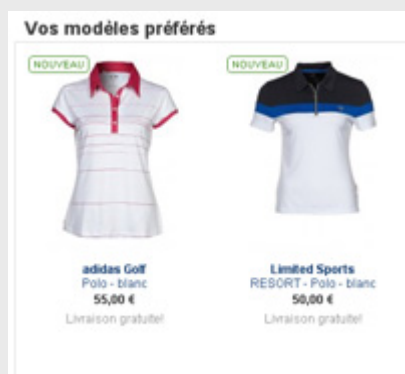 Vos modèles préférés
NOUVEAU
adidas Golf
Polo - blanc
55,00 €
Livraison gratuite!
NOUVEAU
Limited Sports
RESORT - Polo - blanc
50,00 €
Livraison gratuite!